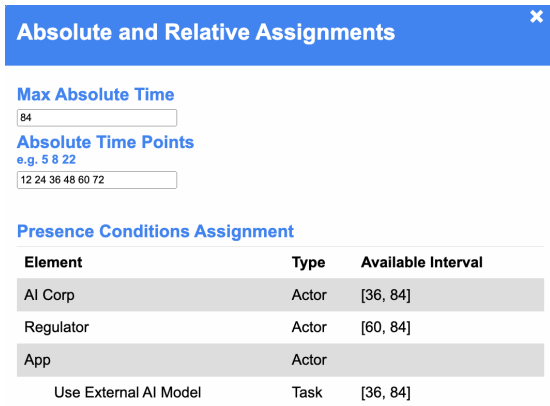 Absolute and Relative Assignments
Max Absolute Time
84
Absolute Time Points
e.g. 5 8 22
12 24 36 48 60 72
Presence Conditions Assignment
Element Type Available Interval
AI Corp Actor [36, 84]
Regulator Actor [60, 84]
App Actor
Use External AI Model Task [36, 84]